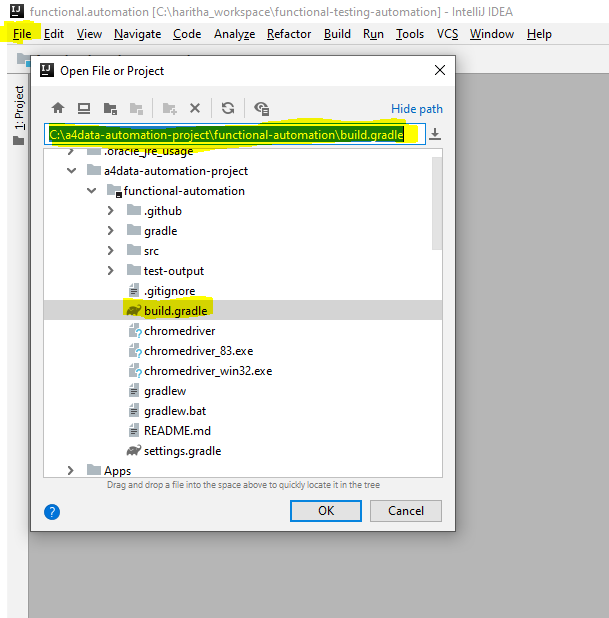 IJ functional.automation [C:\haritha_workspace\functional-testing-automation] - IntelliJ IDEA
File Edit View Navigate Code Analyze Refactor Build Run Tools VCS Window Help
IJ Open File or Project
Hide path
1: Project
C:\a4data-automation-project\functional-automation\build.gradle
.oracle_jre_usage
a4data-automation-project
functional-automation
.github
gradle
src
test-output
.gitignore
build.gradle
chromedriver
chromedriver_83.exe
chromedriver_win32.exe
gradlew
gradlew.bat
README.md
settings.gradle
Apps
Drag and drop a file into the space above to quickly locate it in the tree
? OK Cancel